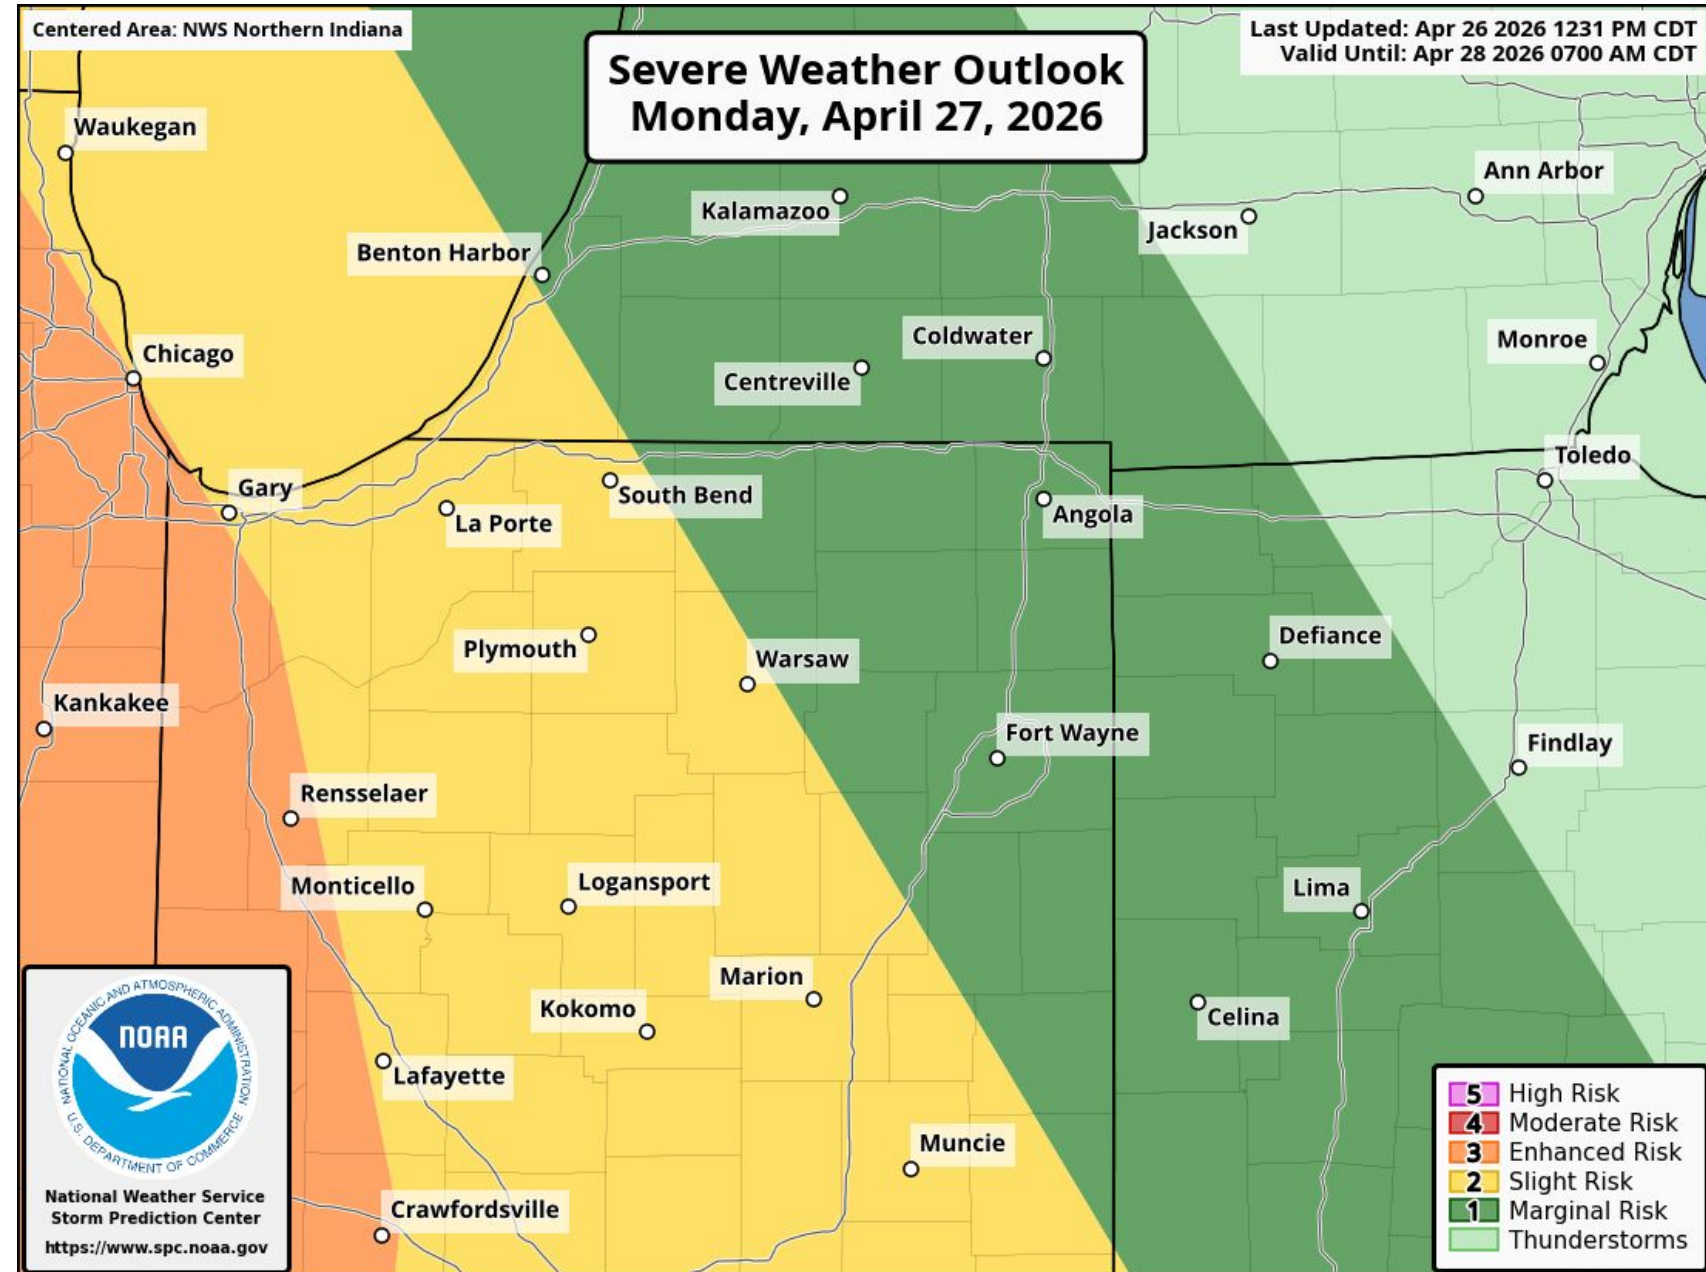 Centered Area: NWS Northern Indiana
Last Updated: Apr 26 2026 1231 PM CDT
Valid Until: Apr 28 2026 0700 AM CDT
Severe Weather Outlook
Monday, April 27, 2026
Waukegan
Ann Arbor
Kalamazoo
Jackson
Benton Harbor
Coldwater
Monroe
Chicago
Centreville
Toledo
Gary
South Bend
La Porte
Angola
Defiance
Plymouth
Warsaw
Kankakee
Fort Wayne
Findlay
Rensselaer
Monticello
Logansport
Lima
Marion
Kokomo
Celina
Lafayette
Muncie
Crawfordsville
NATIONAL OCEANIC AND ATMOSPHERIC ADMINISTRATION
NOAA
U.S. DEPARTMENT OF COMMERCE
National Weather Service
Storm Prediction Center
https://www.spc.noaa.gov
5 High Risk
4 Moderate Risk
3 Enhanced Risk
2 Slight Risk
1 Marginal Risk
Thunderstorms